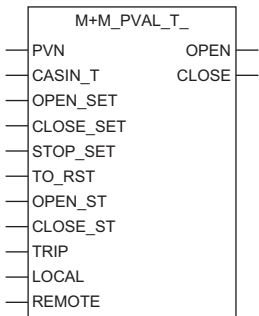 M+M_PVAL_T_
PVN OPEN
CASIN_T CLOSE
OPEN_SET
CLOSE_SET
STOP_SET
TO_RST
OPEN_ST
CLOSE_ST
TRIP
LOCAL
REMOTE